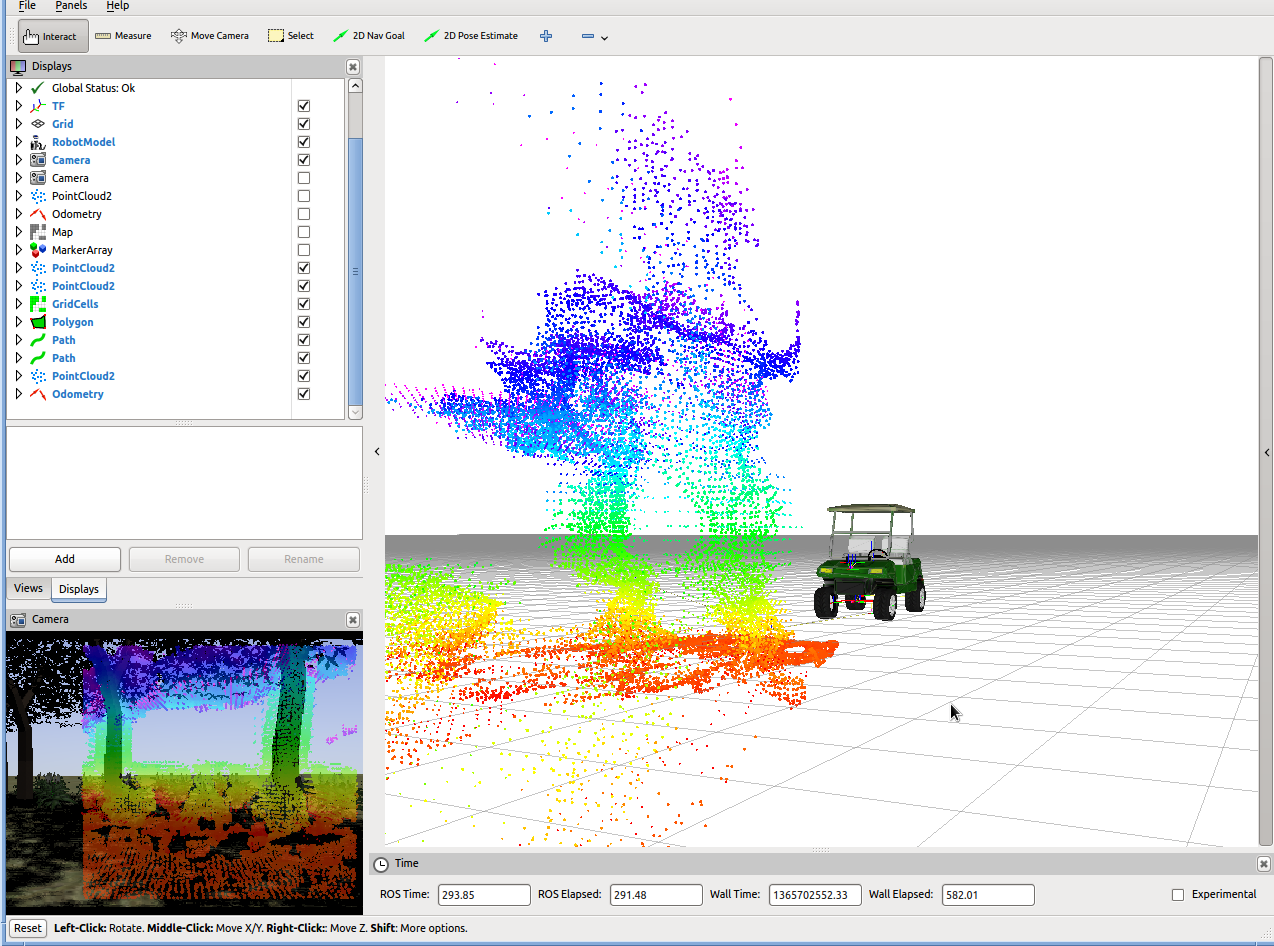 File Panels Help
Interact Measure Move Camera Select 2D Nav Goal 2D Pose Estimate
Displays
Global Status: Ok
TF
Grid
RobotModel
Camera
Camera
PointCloud2
Odometry
Map
MarkerArray
PointCloud2
PointCloud2
GridCells
Polygon
Path
Path
PointCloud2
Odometry
Add Remove Rename
Views Displays
Camera
Time
ROS Time: 293.85 ROS Elapsed: 291.48 Wall Time: 1365702552.33 Wall Elapsed: 582.01 Experimental
Reset Left-Click: Rotate. Middle-Click: Move X/Y. Right-Click:: Move Z. Shift: More options.